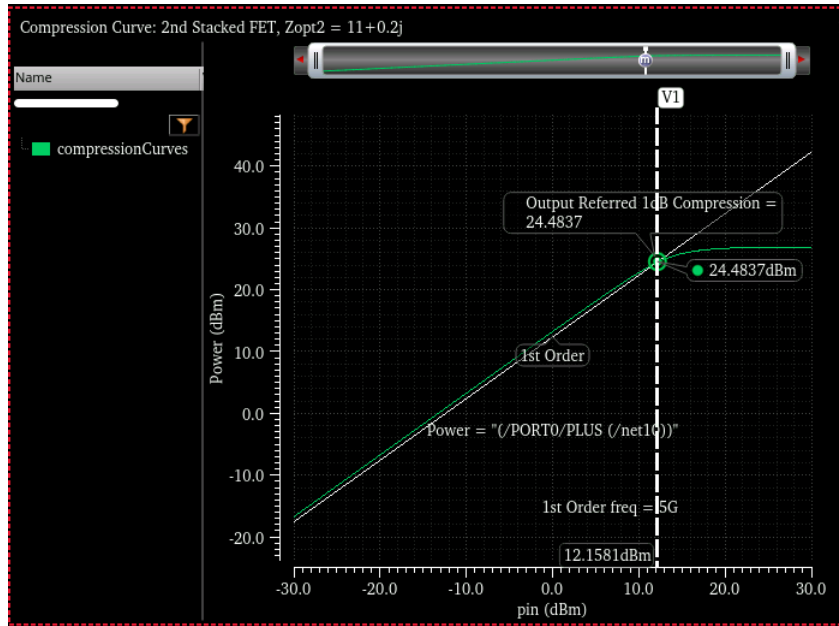 Compression Curve: 2nd Stacked FET, Zopt2 = 11+0.2j
Name
compressionCurves
m
V1
40.0
30.0
20.0
10.0
0.0
-10.0
-20.0
Power (dBm)
Output Referred 1dB Compression =
24.4837
24.4837dBm
1st Order
Power = "(/PORT0/PLUS (/net10))"
1st Order freq = 5G
12.1581dBm
-30.0 -20.0 -10.0 0.0 10.0 20.0 30.0
pin (dBm)